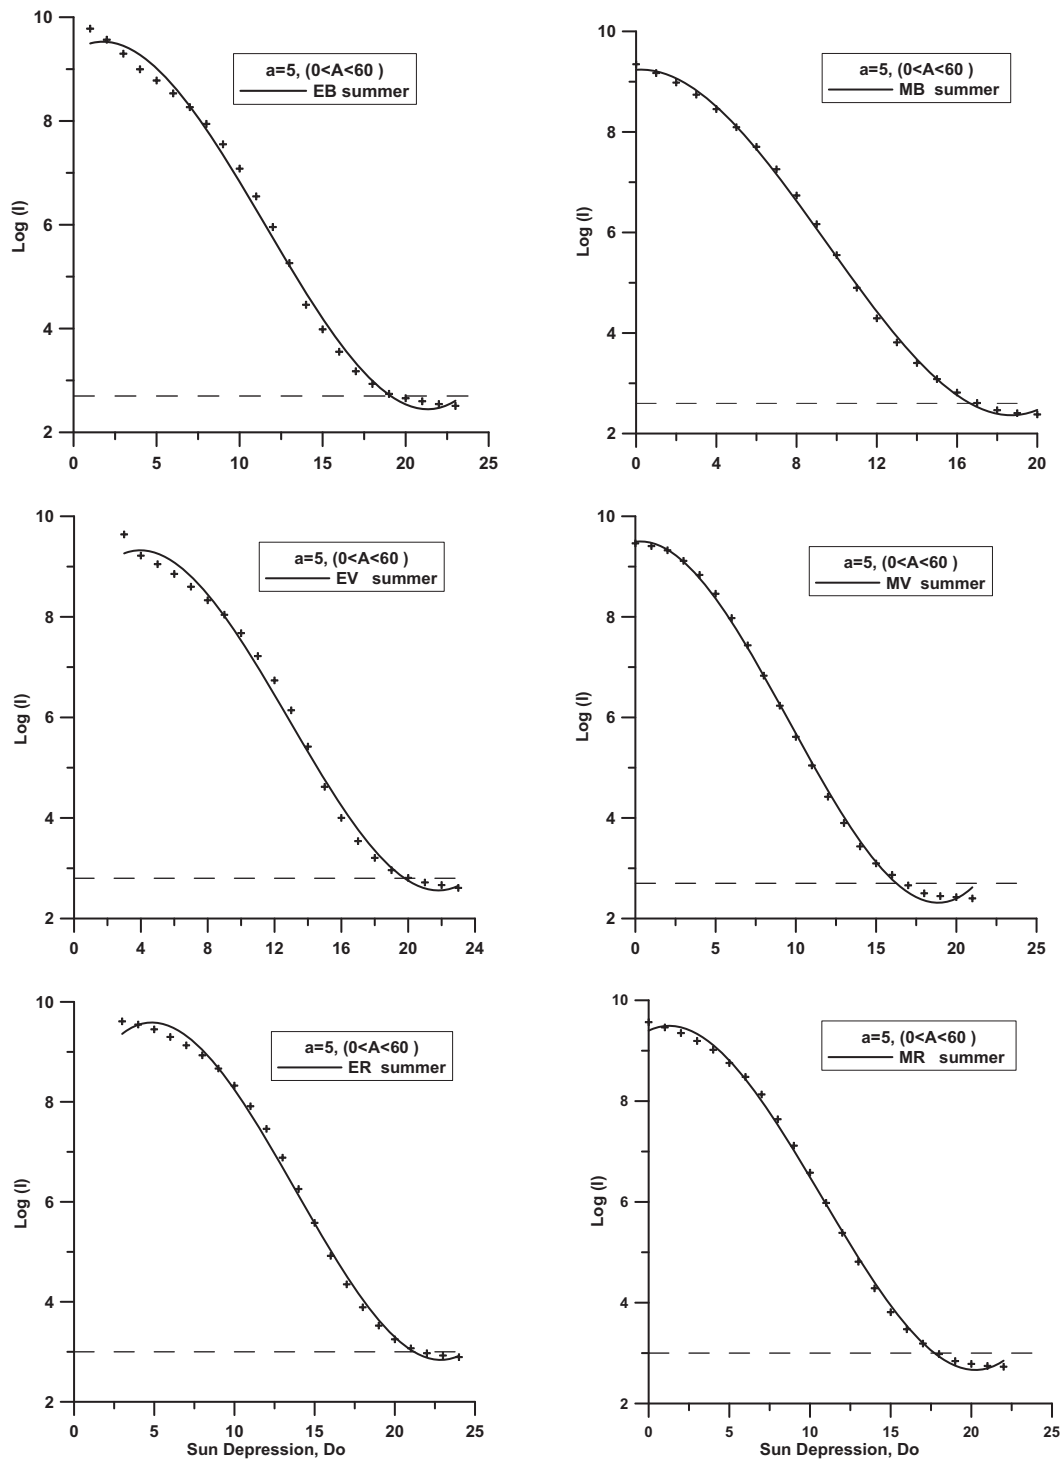 10
8
6
4
2
Log (I)
a=5, (0<A<60 )
EB summer
0 5 10 15 20 25
10
8
6
4
2
Log (I)
a=5, (0<A<60 )
MB summer
0 4 8 12 16 20
10
8
6
4
2
Log (I)
a=5, (0<A<60 )
EV summer
0 4 8 12 16 20 24
10
8
6
4
2
Log (I)
a=5, (0<A<60 )
MV summer
0 5 10 15 20 25
10
8
6
4
2
Log (I)
a=5, (0<A<60 )
ER summer
0 5 10 15 20 25
Sun Depression, Do
10
8
6
4
2
Log (I)
a=5, (0<A<60 )
MR summer
0 5 10 15 20 25
Sun Depression, Do